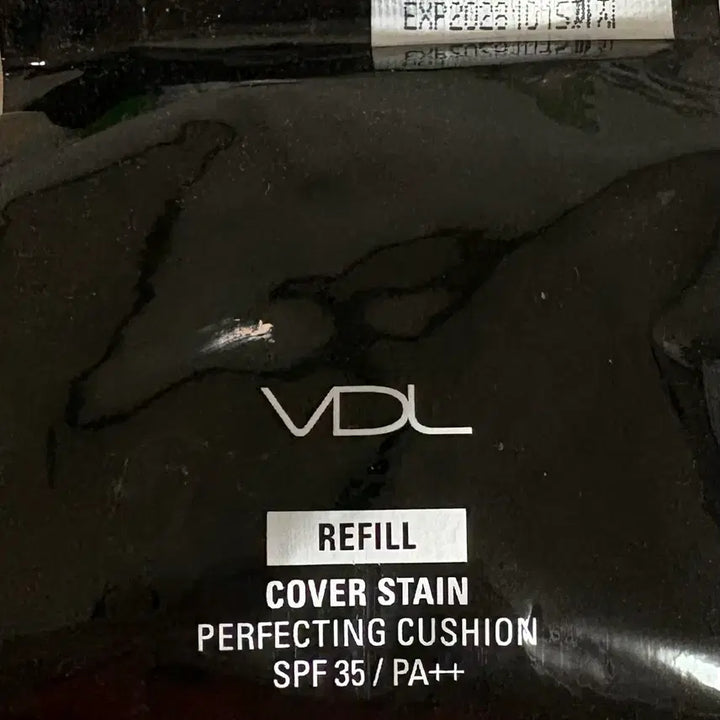 VDL
REFILL
COVER STAIN
PERFECTING CUSHION
SPF 35 / PA++